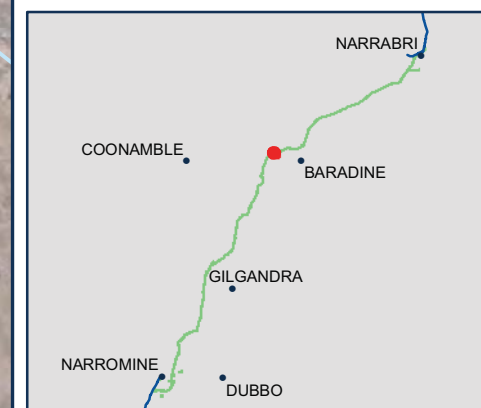 NARRABRI
COONAMBLE
BARADINE
GILGANDRA
NARROMINE
DUBBO